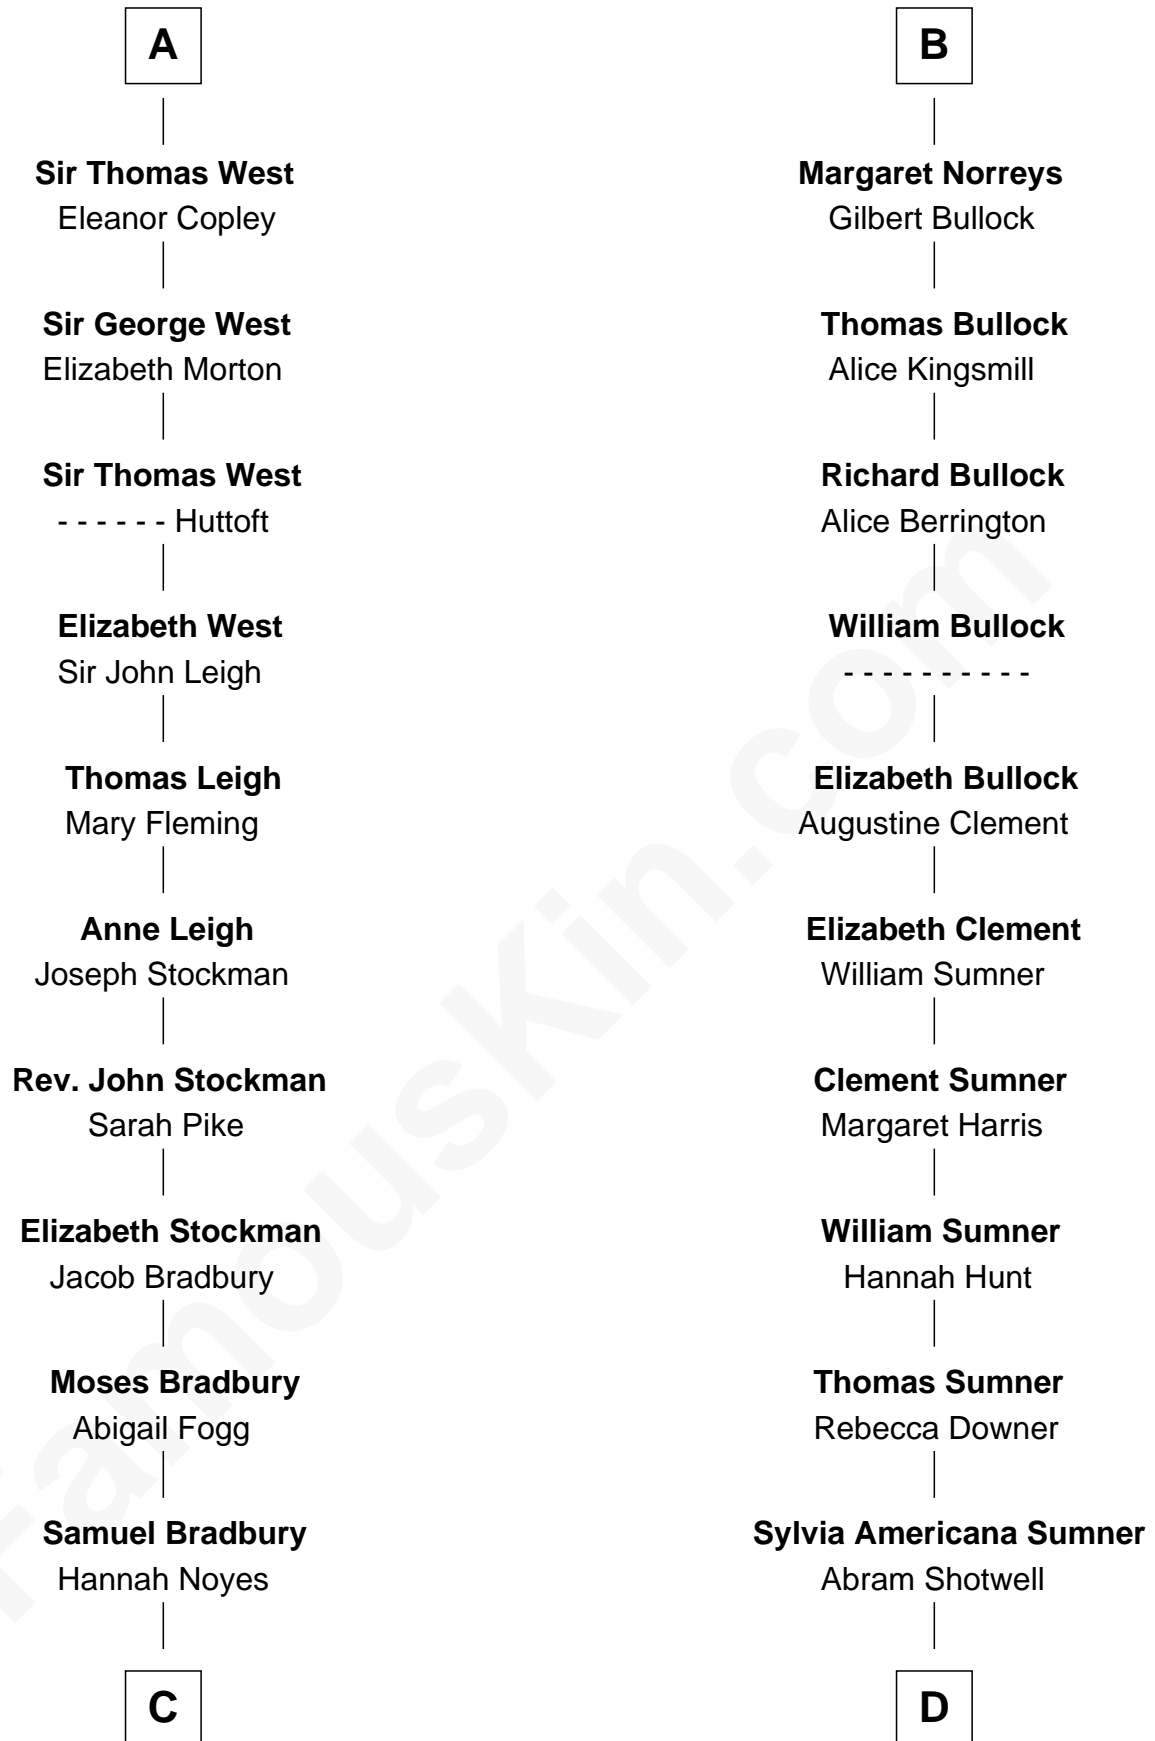 A
Sir Thomas West
Eleanor Copley
Sir George West
Elizabeth Morton
Sir Thomas West
- - - - - - Huttoft
Elizabeth West
Sir John Leigh
Thomas Leigh
Mary Fleming
Anne Leigh
Joseph Stockman
Rev. John Stockman
Sarah Pike
Elizabeth Stockman
Jacob Bradbury
Moses Bradbury
Abigail Fogg
Samuel Bradbury
Hannah Noyes
C
B
Margaret Norreys
Gilbert Bullock
Thomas Bullock
Alice Kingsmill
Richard Bullock
Alice Berrington
William Bullock
- - - - - - - - - -
Elizabeth Bullock
Augustine Clement
Elizabeth Clement
William Sumner
Clement Sumner
Margaret Harris
William Sumner
Hannah Hunt
Thomas Sumner
Rebecca Downer
Sylvia Americana Sumner
Abram Shotwell
D
FamousKin.com